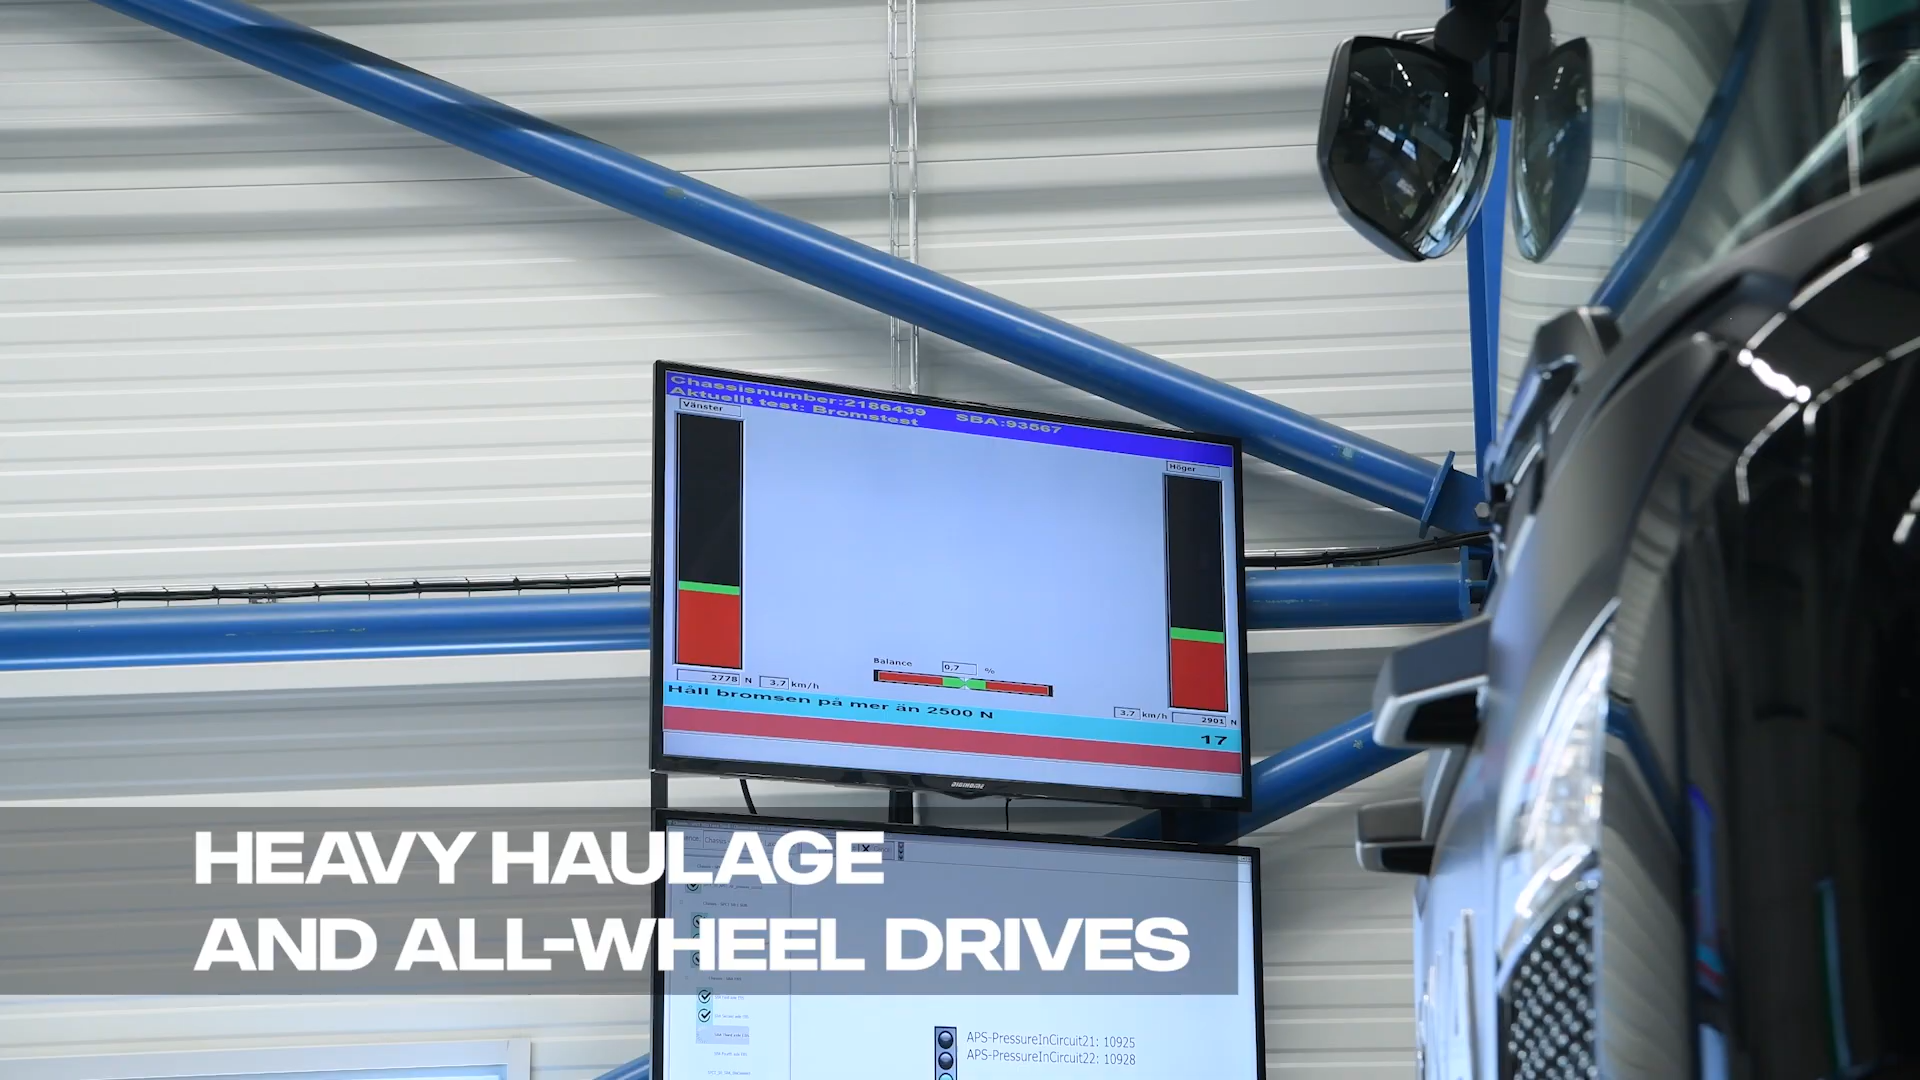 Chassisnumber:2186439 SBA:93567
Aktuellt test: Bromstest
Vänster
Höger
Balance 0,7 %
2778 N 3.7 km/h
3.7 km/h 2901 N
Håll bromsen på mer än 2500 N
17
DIGIHOME
HEAVY HAULAGE
AND ALL-WHEEL DRIVES
APS-PressureInCircuit21: 10925
APS-PressureInCircuit22: 10928